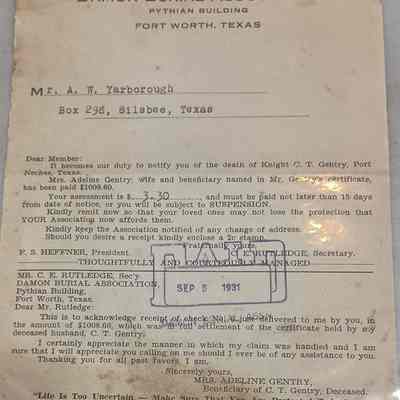 DAMON BURIAL ASSO
PYTHIAN BUILDING
FORT WORTH, TEXAS
Mr. A. W. Yarborough
Box 298, Silsbee, Texas
Dear Member:
It becomes our duty to notify you of the death of Knight C. T. Gentry, Port
Neches, Texas.
Mrs. Adeline Gentry, wife and beneficiary named in Mr. Gentry's certificate,
has been paid $1008.60.
Your assessment is $ 3.30 , and must be paid not later than 15 days
from date of notice, or you will be subject to SUSPENSION.
Kindly remit now so that your loved ones may not lose the protection that
YOUR Association now affords them.
Kindly keep the Association notified of any change of address.
Should you desire a receipt kindly enclose a 2c stamp.
Fraternally yours,
F. S. HEFFNER, President. C. E. RUTLEDGE, Secretary.
THOUGHTFULLY AND COURTEOUSLY MANAGED
PAID
SEP 5 1931
MR. C. E. RUTLEDGE, Sec'y.
DAMON BURIAL ASSOCIATION,
Pythian Building,
Fort Worth, Texas.
Dear Mr. Rutledge:
This is to acknowledge receipt of check No. just delivered to me by you, in
the amount of $1008.60, which was in full settlement of the certificate held by my
deceased husband, C. T. Gentry.
I certainly appreciate the manner in which my claim was handled and I am
sure that I will appreciate you calling on me should I ever be of any assistance to you.
Thanking you for all past favors, I am,
Sincerely yours,
MRS. ADELINE GENTRY,
Beneficiary of C. T. Gentry, Deceased.
"Life Is Too Uncertain — Make Sure That